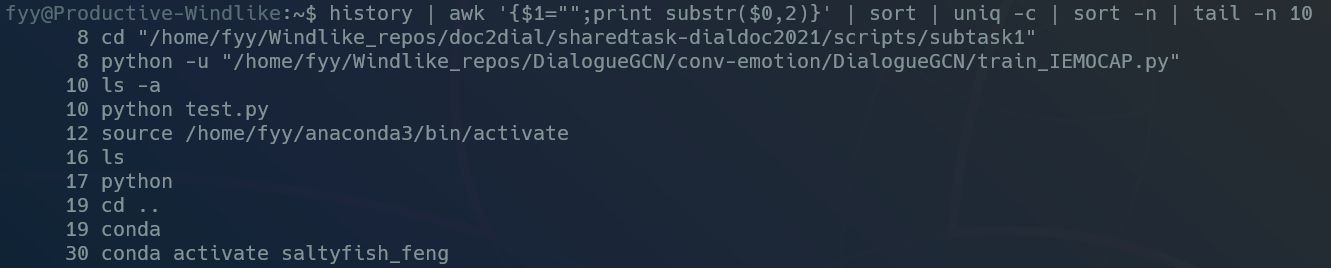 fyy@Productive-Windlike:~$ history | awk '{$1="";print substr($0,2)}' | sort | uniq -c | sort -n | tail -n 10
8 cd "/home/fyy/Windlike_repos/doc2dial/sharedtask-dialdoc2021/scripts/subtask1"
8 python -u "/home/fyy/Windlike_repos/DialogueGCN/conv-emotion/DialogueGCN/train_IEMOCAP.py"
10 ls -a
10 python test.py
12 source /home/fyy/anaconda3/bin/activate
16 ls
17 python
19 cd ..
19 conda
30 conda activate saltyfish_feng